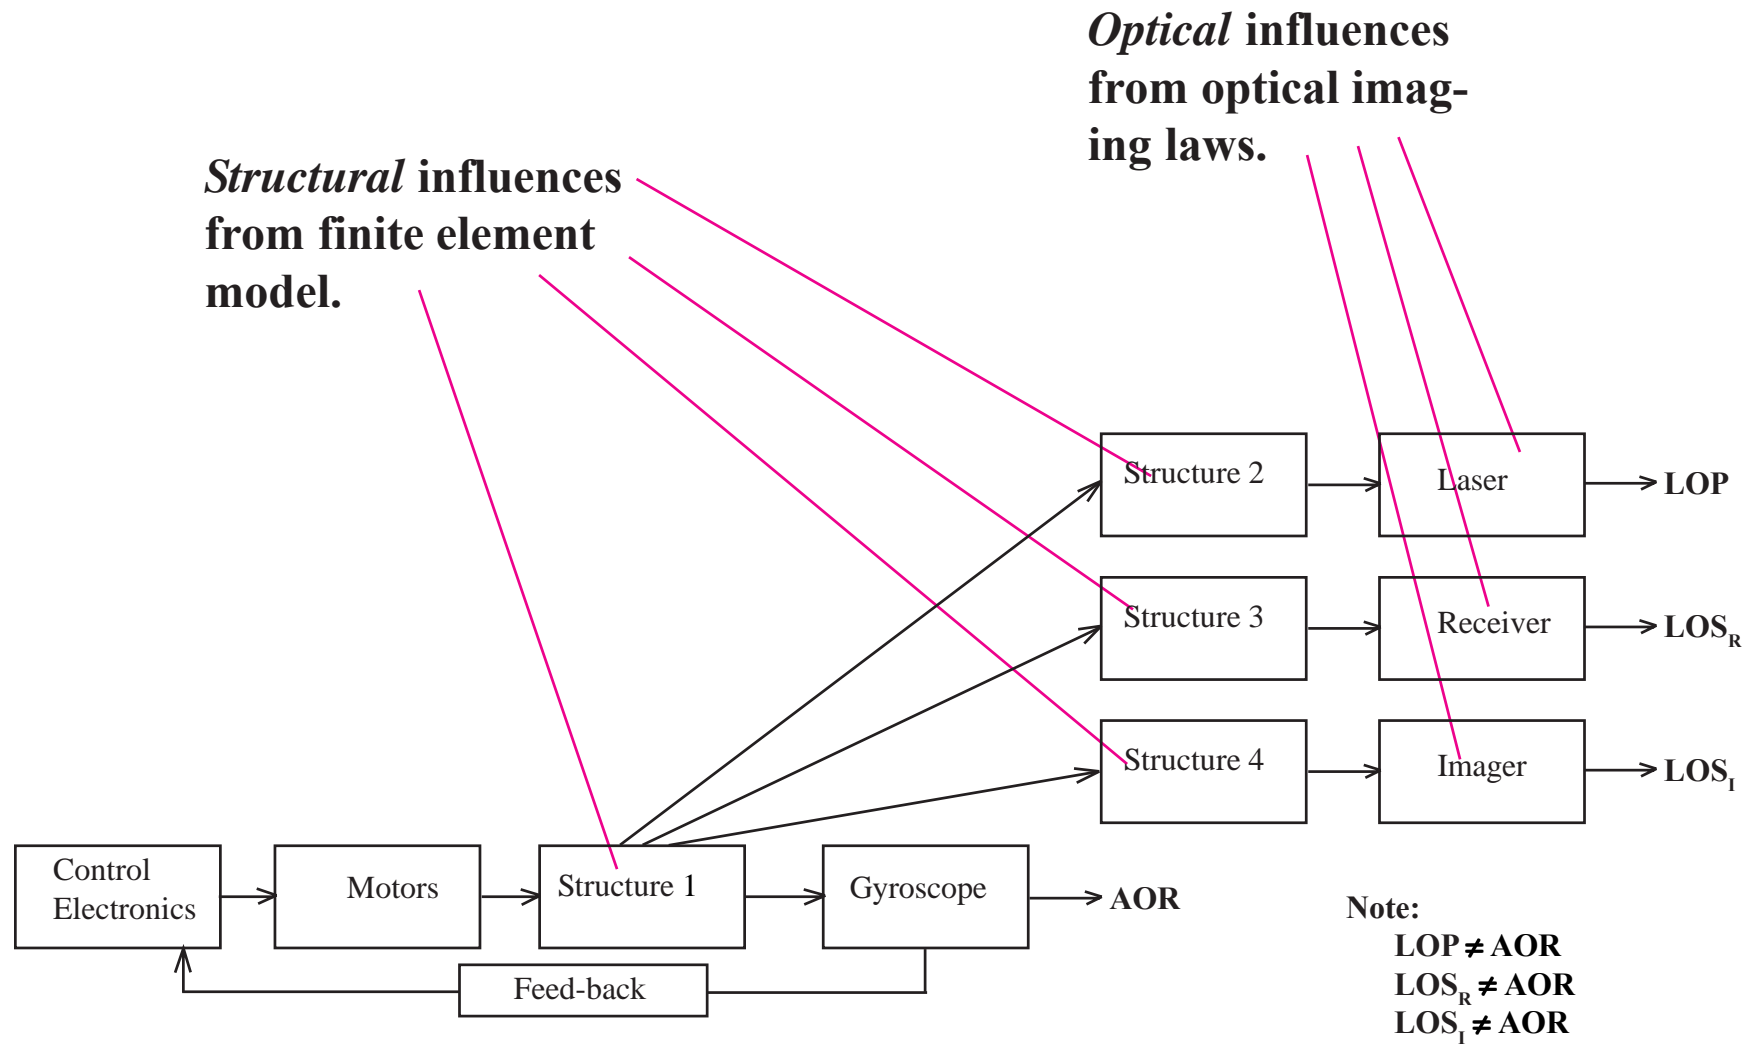 Optical influences
from optical imag-
ing laws.
Structural influences
from finite element
model.
Structure 2
Laser
LOP
Structure 3
Receiver
LOS_R
Structure 4
Imager
LOS_I
Control
Electronics
Motors
Structure 1
Gyroscope
AOR
Feed-back
Note:
LOP ≠ AOR
LOS_R ≠ AOR
LOS_I ≠ AOR